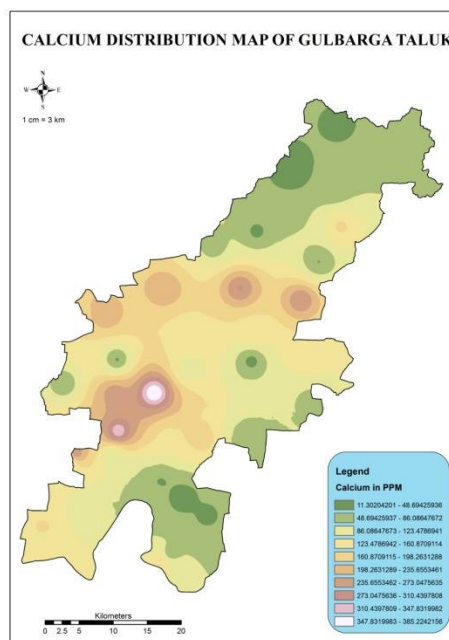 CALCIUM DISTRIBUTION MAP OF GULBARGA TALUK
N
W E
S
1 cm = 3 km
Legend
Calcium in PPM
11.30204201 - 48.69425936
48.69425937 - 86.08647672
86.08647673 - 123.4786941
123.4786942 - 160.8709114
160.8709115 - 198.2631288
198.2631289 - 235.6553461
235.6553462 - 273.0475635
273.0475636 - 310.4397808
310.4397809 - 347.8319982
347.8319983 - 385.2242156
Kilometers
0 2.5 5 10 15 20